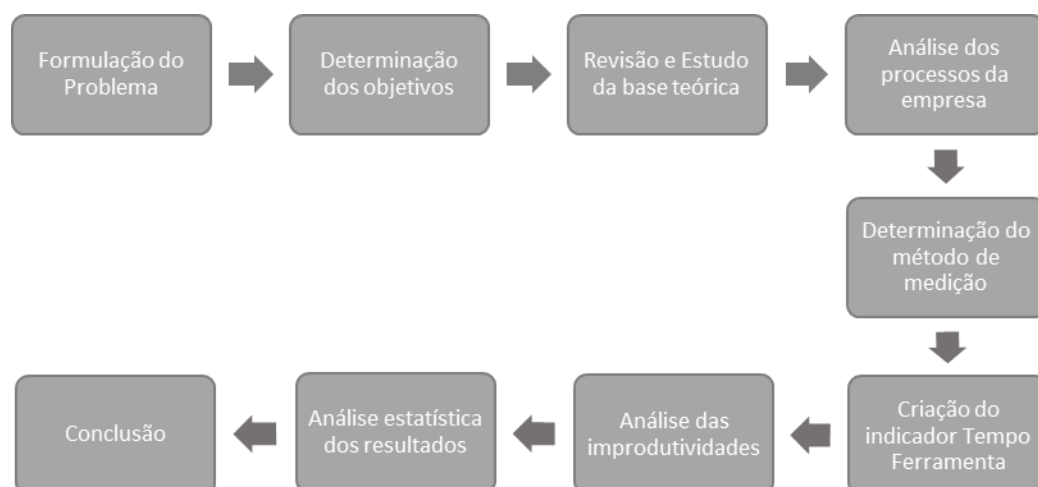 Formulação do
Problema
Determinação
dos objetivos
Revisão e Estudo
da base teórica
Análise dos
processos da
empresa
Determinação do
método de
medição
Criação do
indicador Tempo
Ferramenta
Análise das
improdutividades
Análise estatística
dos resultados
Conclusão